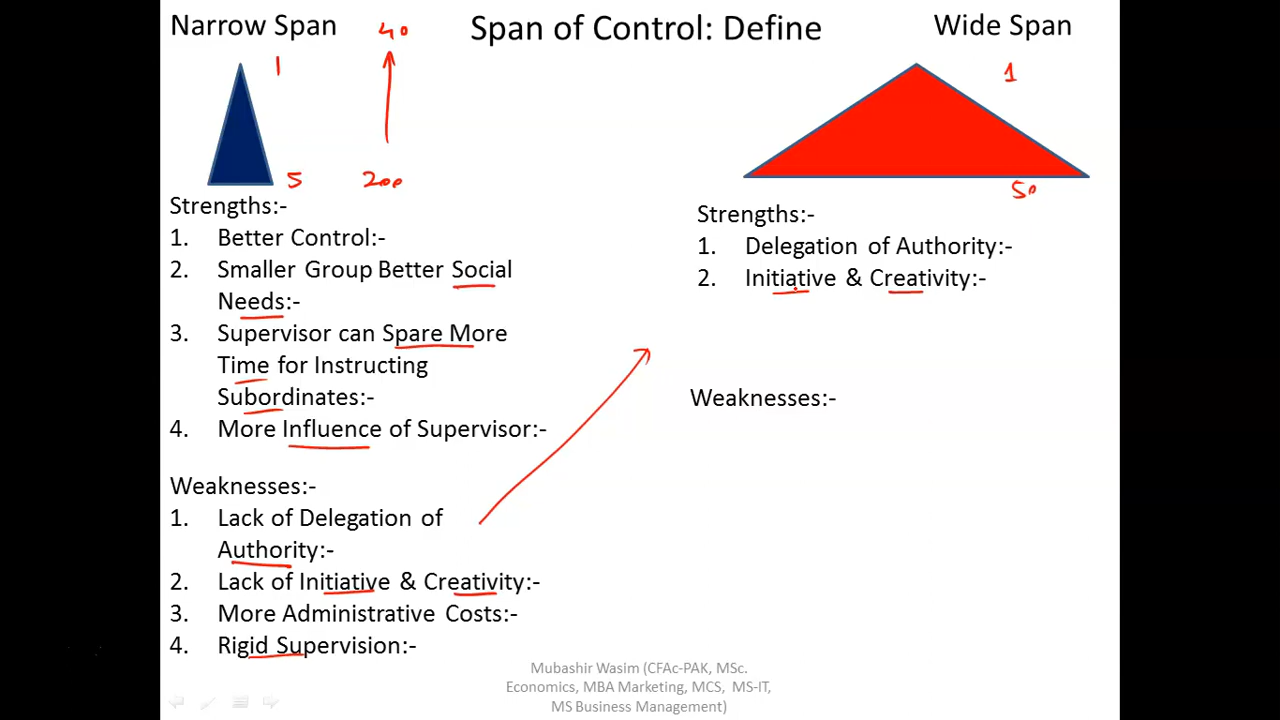 Narrow Span
40
Span of Control: Define
Wide Span
1
1
5
200
50
Strengths:-
1. Better Control:-
2. Smaller Group Better Social
Needs:-
3. Supervisor can Spare More
Time for Instructing
Subordinates:-
4. More Influence of Supervisor:-
Weaknesses:-
1. Lack of Delegation of
Authority:-
2. Lack of Initiative & Creativity:-
3. More Administrative Costs:-
4. Rigid Supervision:-
Strengths:-
1. Delegation of Authority:-
2. Initiative & Creativity:-
Weaknesses:-
Mubashir Wasim (CFAc-PAK, MSc.
Economics, MBA Marketing, MCS, MS-IT,
MS Business Management)